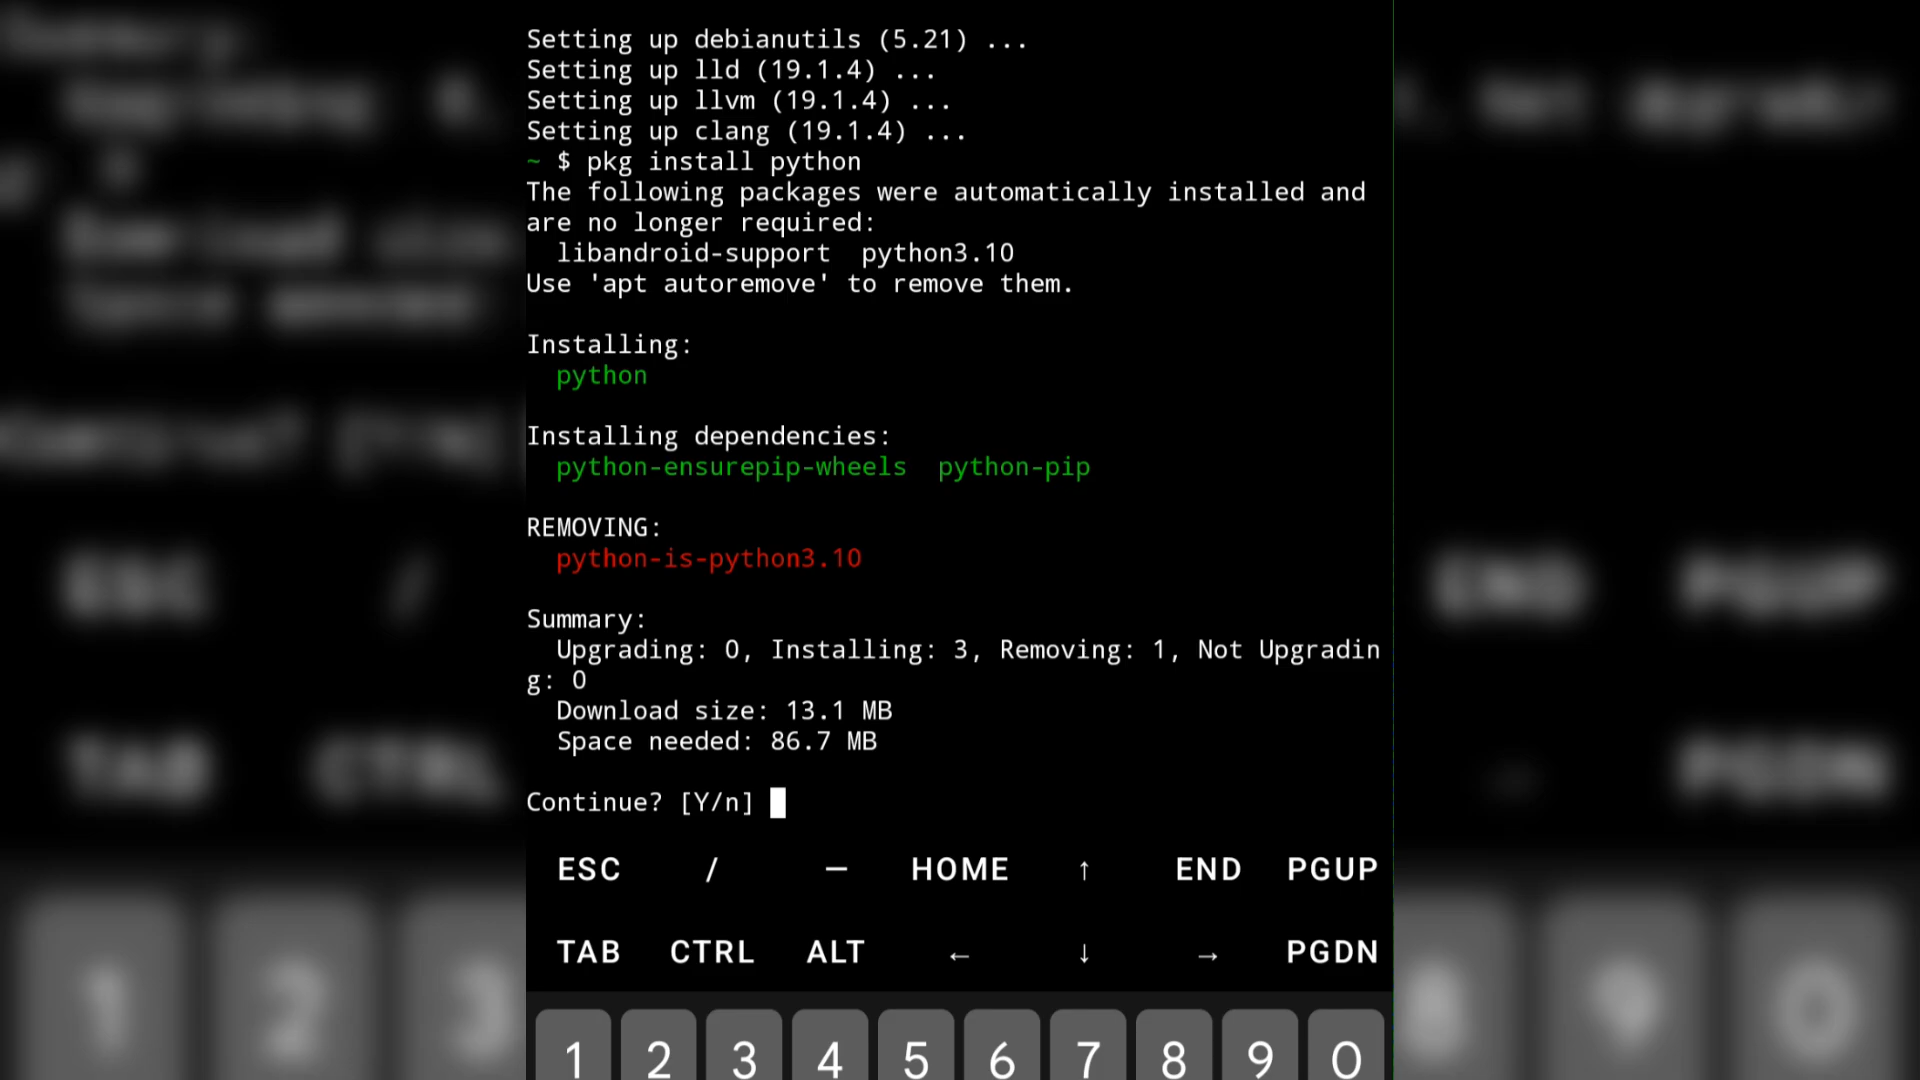 Setting up debianutils (5.21) ...
Setting up lld (19.1.4) ...
Setting up llvm (19.1.4) ...
Setting up clang (19.1.4) ...
~ $ pkg install python
The following packages were automatically installed and
are no longer required:
libandroid-support python3.10
Use 'apt autoremove' to remove them.
Installing:
python
Installing dependencies:
python-ensurepip-wheels python-pip
REMOVING:
python-is-python3.10
Summary:
Upgrading: 0, Installing: 3, Removing: 1, Not Upgradin
g: 0
Download size: 13.1 MB
Space needed: 86.7 MB
Continue? [Y/n]
ESC / — HOME ↑ END PGUP
TAB CTRL ALT ← ↓ → PGDN
1 2 3 4 5 6 7 8 9 0